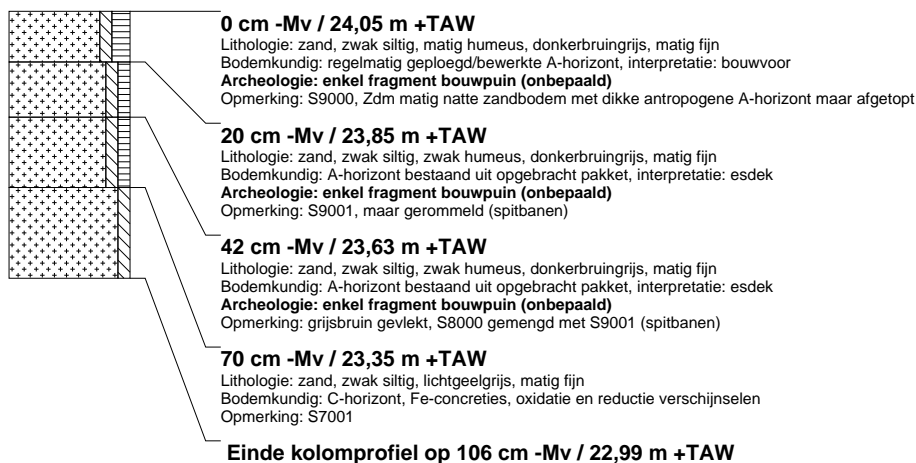 0 cm -Mv / 24,05 m +TAW
Lithologie: zand, zwak siltig, matig humeus, donkerbruingrijs, matig fijn
Bodemkundig: regelmatig geploegd/bewerkte A-horizont, interpretatie: bouwvoor
Archeologie: enkel fragment bouwpuin (onbepaald)
Opmerking: S9000, Zdm matig natte zandbodem met dikke antropogene A-horizont maar afgetopt
20 cm -Mv / 23,85 m +TAW
Lithologie: zand, zwak siltig, zwak humeus, donkerbruingrijs, matig fijn
Bodemkundig: A-horizont bestaand uit opgebracht pakket, interpretatie: esdek
Archeologie: enkel fragment bouwpuin (onbepaald)
Opmerking: S9001, maar gerommeld (spitbanen)
42 cm -Mv / 23,63 m +TAW
Lithologie: zand, zwak siltig, zwak humeus, donkerbruingrijs, matig fijn
Bodemkundig: A-horizont bestaand uit opgebracht pakket, interpretatie: esdek
Archeologie: enkel fragment bouwpuin (onbepaald)
Opmerking: grijsbruin gevlekt, S8000 gemengd met S9001 (spitbanen)
70 cm -Mv / 23,35 m +TAW
Lithologie: zand, zwak siltig, lichtgeelgrijs, matig fijn
Bodemkundig: C-horizont, Fe-concreties, oxidatie en reductie verschijnselen
Opmerking: S7001
Einde kolomprofiel op 106 cm -Mv / 22,99 m +TAW